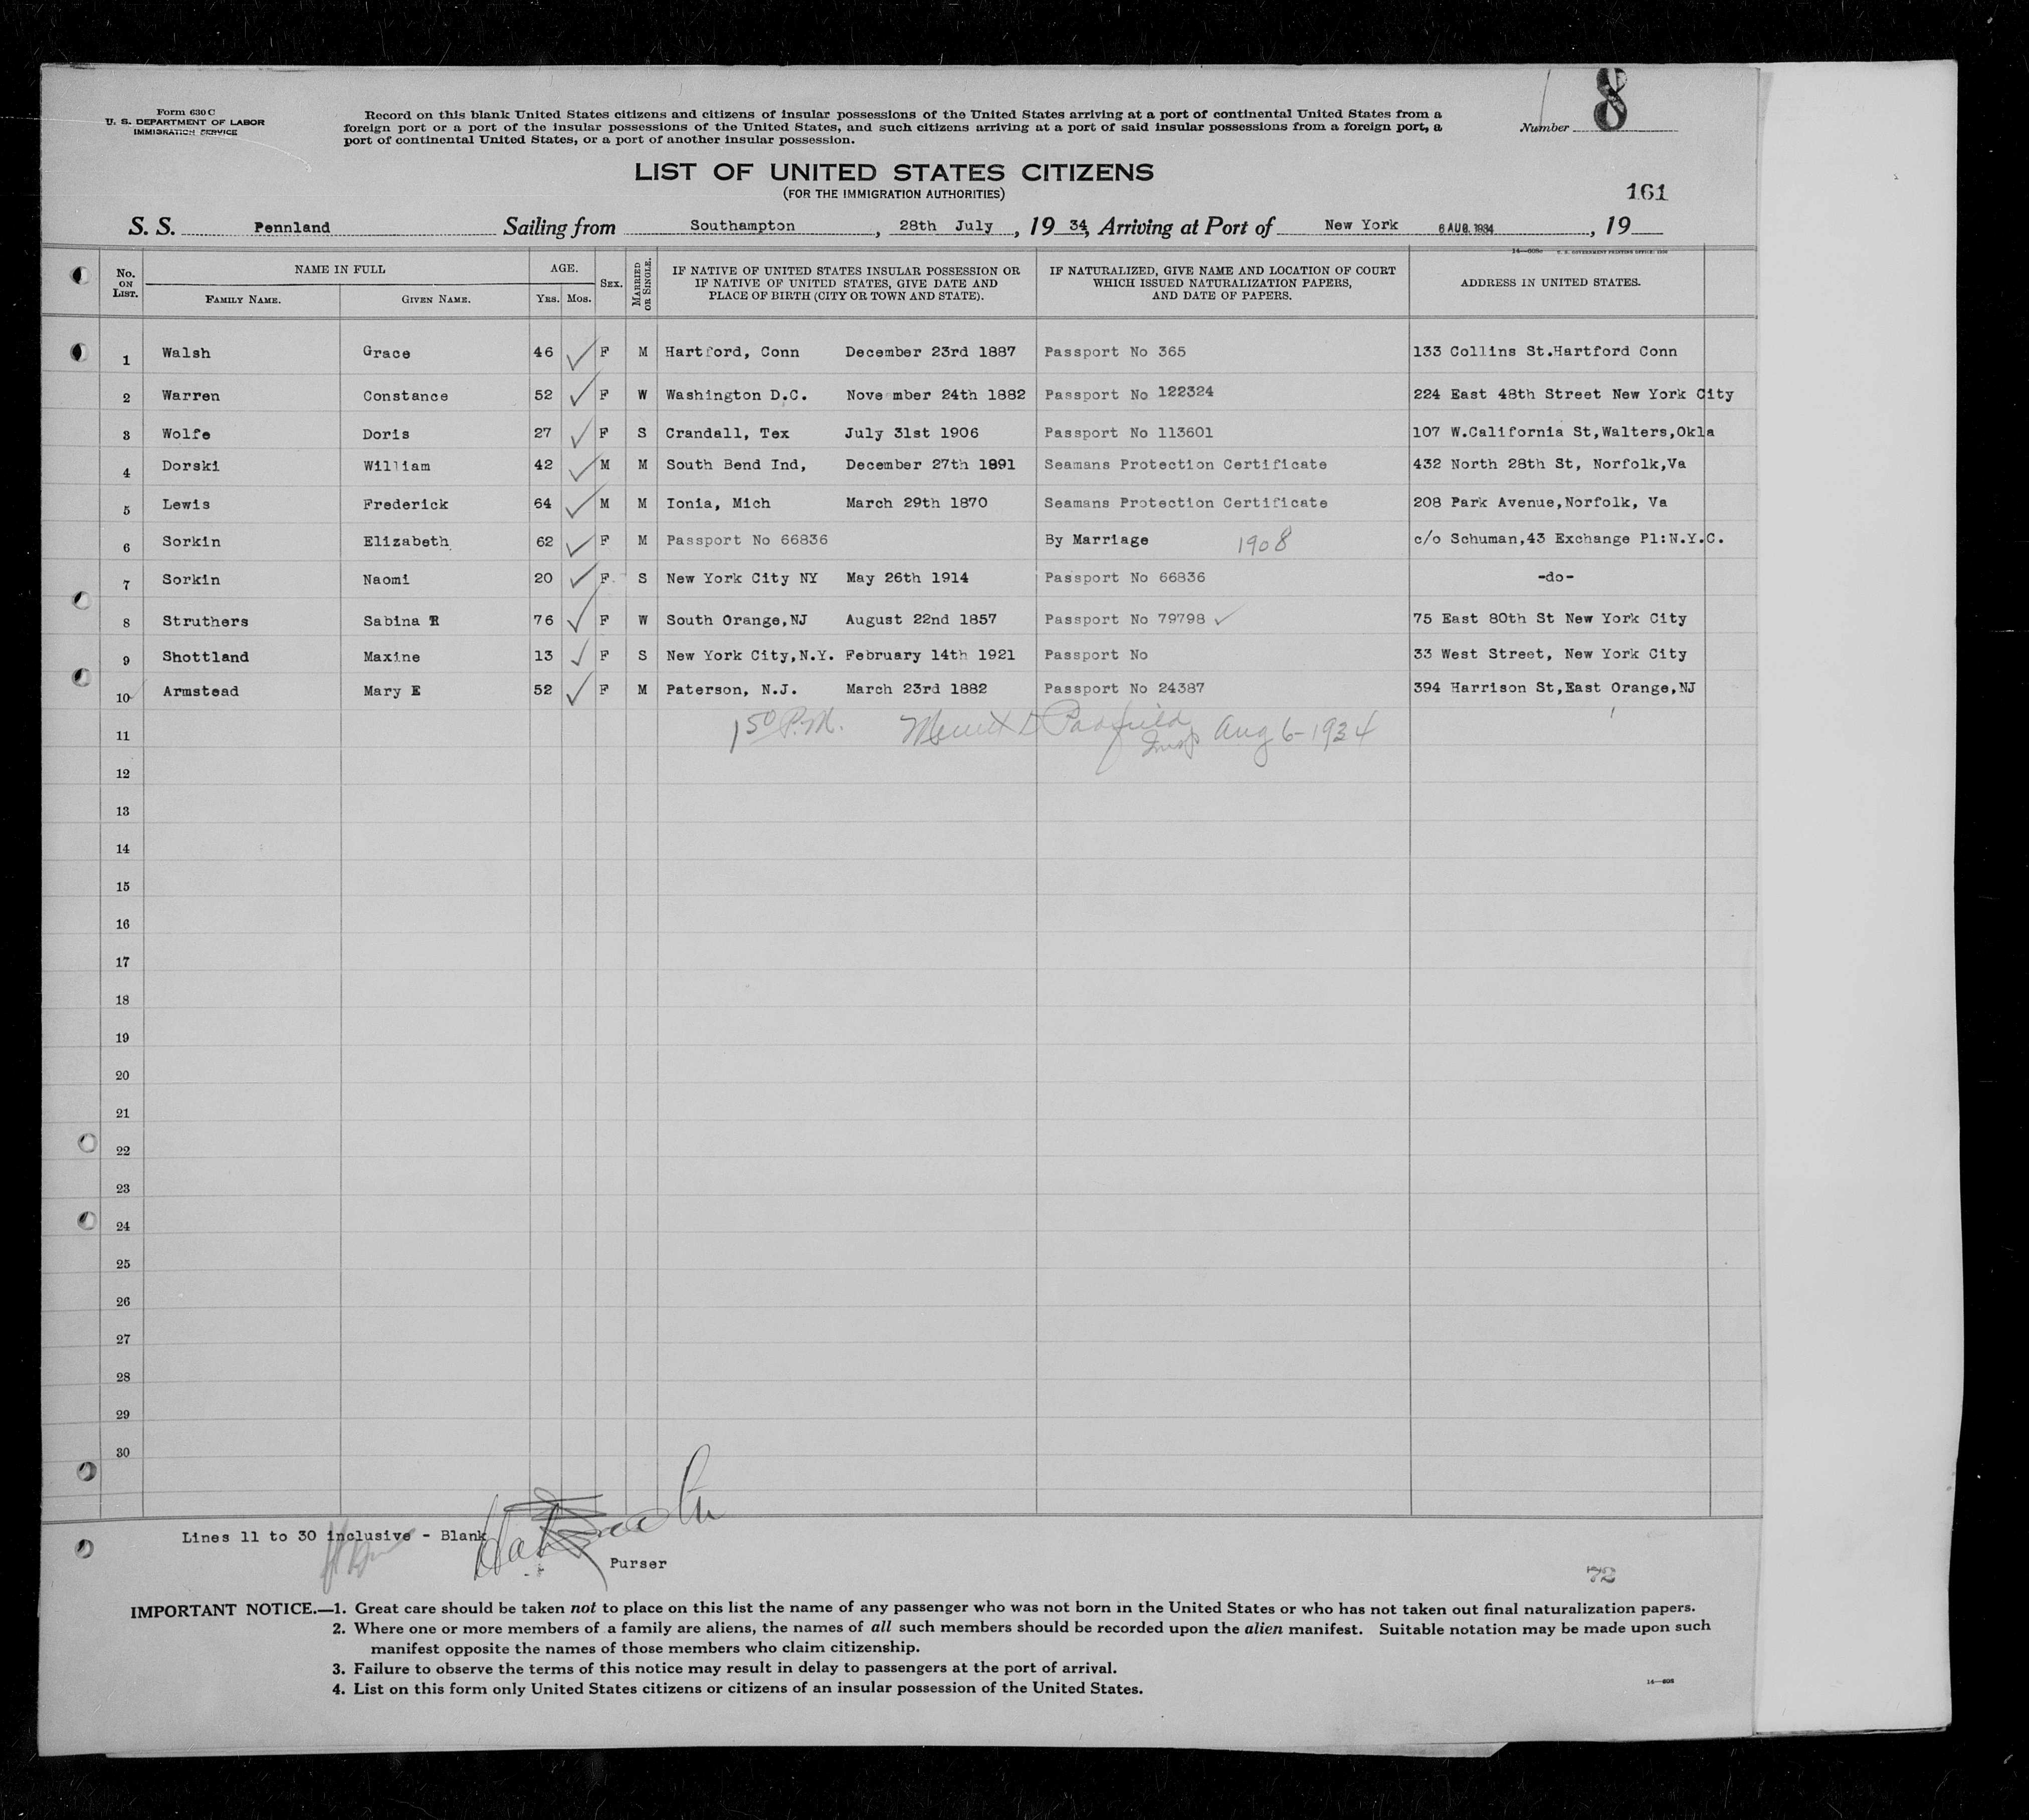 Form 630 C
U. S. DEPARTMENT OF LABOR
IMMIGRATION SERVICE
Record on this blank United States citizens and citizens of insular possessions of the United States arriving at a port of continental United States from a
foreign port or a port of the insular possessions of the United States, and such citizens arriving at a port of said insular possessions from a foreign port, a
port of continental United States, or a port of another insular possession.
Number 8
LIST OF UNITED STATES CITIZENS
(FOR THE IMMIGRATION AUTHORITIES)
161
S. S. Pennland Sailing from Southampton, 28th July, 19 34, Arriving at Port of New York 6 AUG. 1934, 19
14—608c U. S. GOVERNMENT PRINTING OFFICE: 1930
No. ON LIST. NAME IN FULL FAMILY NAME. GIVEN NAME. AGE. YRS. MOS. SEX. MARRIED OR SINGLE. IF NATIVE OF UNITED STATES INSULAR POSSESSION OR IF NATIVE OF UNITED STATES, GIVE DATE AND PLACE OF BIRTH (CITY OR TOWN AND STATE). IF NATURALIZED, GIVE NAME AND LOCATION OF COURT WHICH ISSUED NATURALIZATION PAPERS, AND DATE OF PAPERS. ADDRESS IN UNITED STATES.
1 Walsh Grace 46 F M Hartford, Conn December 23rd 1887 Passport No 365 133 Collins St.Hartford Conn
2 Warren Constance 52 F W Washington D.C. November 24th 1882 Passport No 122324 224 East 48th Street New York City
3 Wolfe Doris 27 F S Crandall, Tex July 31st 1906 Passport No 113601 107 W.California St,Walters,Okla
4 Dorski William 42 M M South Bend Ind, December 27th 1891 Seamans Protection Certificate 432 North 28th St, Norfolk,Va
5 Lewis Frederick 64 M M Ionia, Mich March 29th 1870 Seamans Protection Certificate 208 Park Avenue,Norfolk, Va
6 Sorkin Elizabeth 62 F M Passport No 66836 By Marriage 1908 c/o Schuman,43 Exchange Pl:N.Y.C.
7 Sorkin Naomi 20 F S New York City NY May 26th 1914 Passport No 66836 -do-
8 Struthers Sabina R 76 F W South Orange,NJ August 22nd 1857 Passport No 79798 75 East 80th St New York City
9 Shottland Maxine 13 F S New York City,N.Y. February 14th 1921 Passport No 33 West Street, New York City
10 Armstead Mary E 52 F M Paterson, N.J. March 23rd 1882 Passport No 24387 394 Harrison St,East Orange,NJ
11 1 50 P.M. Insp Aug 6-1934
12
13
14
15
16
17
18
19
20
21
22
23
24
25
26
27
28
29
30
Lines 11 to 30 inclusive - Blank
Purser
72
IMPORTANT NOTICE.—1. Great care should be taken not to place on this list the name of any passenger who was not born in the United States or who has not taken out final naturalization papers.
2. Where one or more members of a family are aliens, the names of all such members should be recorded upon the alien manifest. Suitable notation may be made upon such
manifest opposite the names of those members who claim citizenship.
3. Failure to observe the terms of this notice may result in delay to passengers at the port of arrival.
4. List on this form only United States citizens or citizens of an insular possession of the United States.
14—608